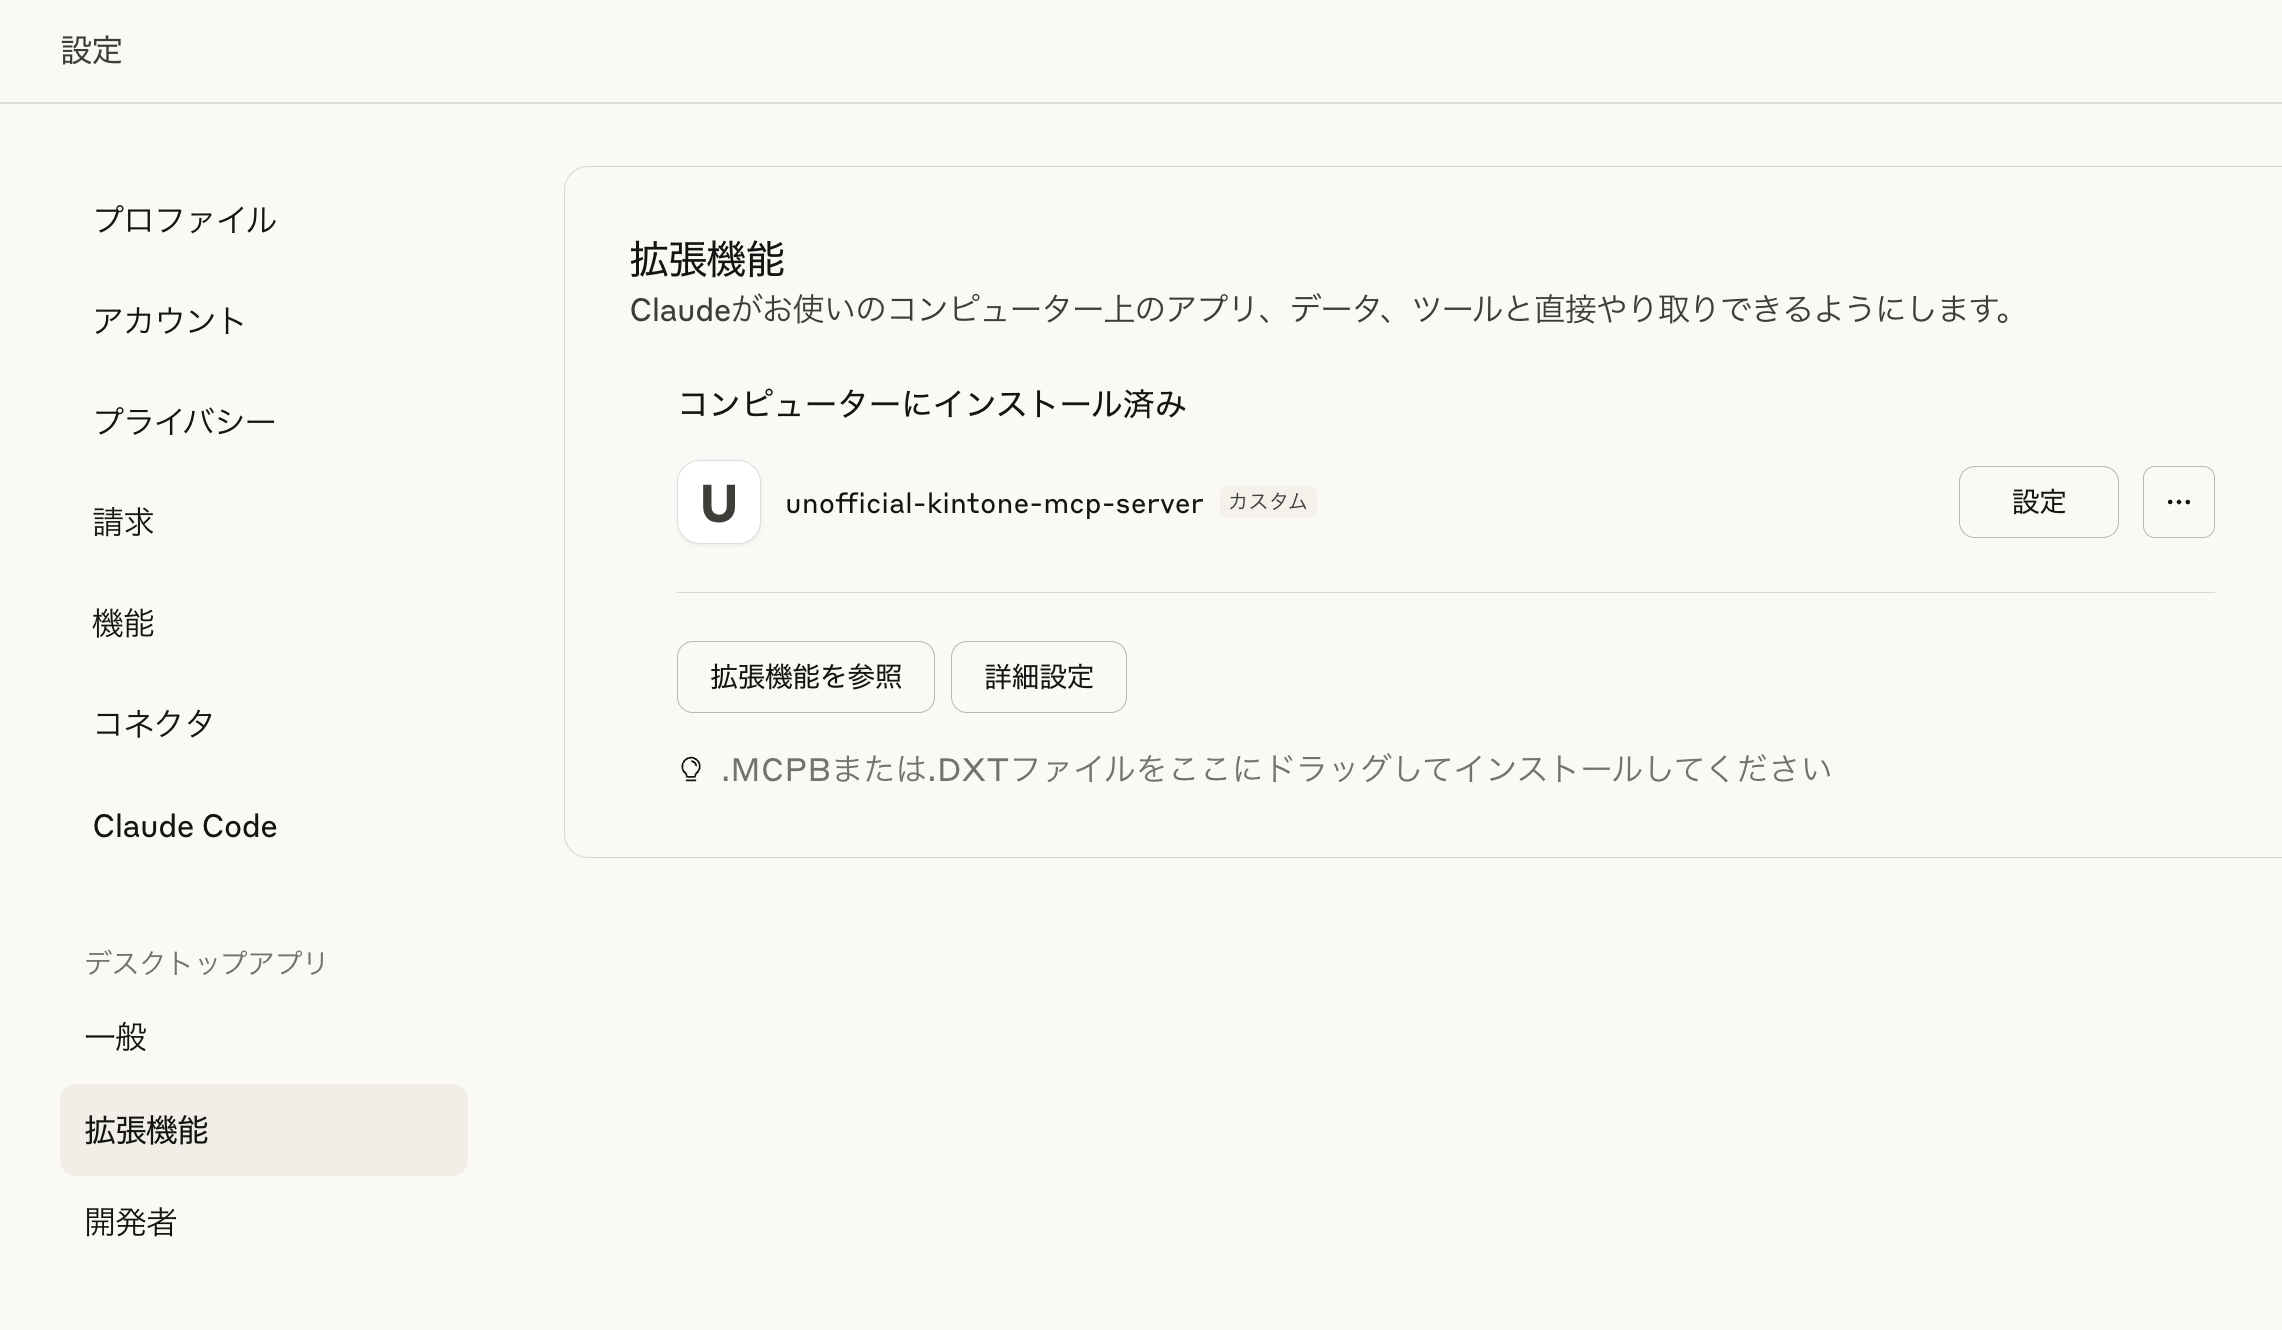 設定
プロファイル
アカウント
プライバシー
請求
機能
コネクタ
Claude Code
デスクトップアプリ
一般
拡張機能
開発者
拡張機能
Claudeがお使いのコンピューター上のアプリ、データ、ツールと直接やり取りできるようにします。
コンピューターにインストール済み
U
unofficial-kintone-mcp-server カスタム
設定 …
拡張機能を参照 詳細設定
.MCPBまたは.DXTファイルをここにドラッグしてインストールしてください